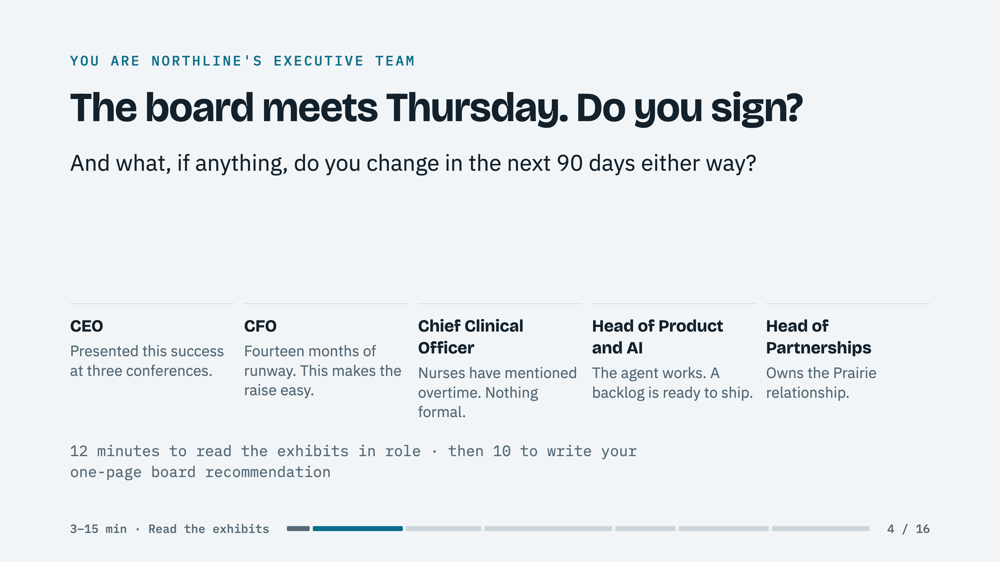 YOU ARE NORTHLINE'S EXECUTIVE TEAM
The board meets Thursday. Do you sign?
And what, if anything, do you change in the next 90 days either way?
CEO
Presented this success
at three conferences.
CFO
Fourteen months of
runway. This makes the
raise easy.
Chief Clinical
Officer
Nurses have mentioned
overtime. Nothing
formal.
Head of Product
and AI
The agent works. A
backlog is ready to ship.
Head of
Partnerships
Owns the Prairie
relationship.
12 minutes to read the exhibits in role · then 10 to write your
one-page board recommendation
3–15 min · Read the exhibits
4 / 16